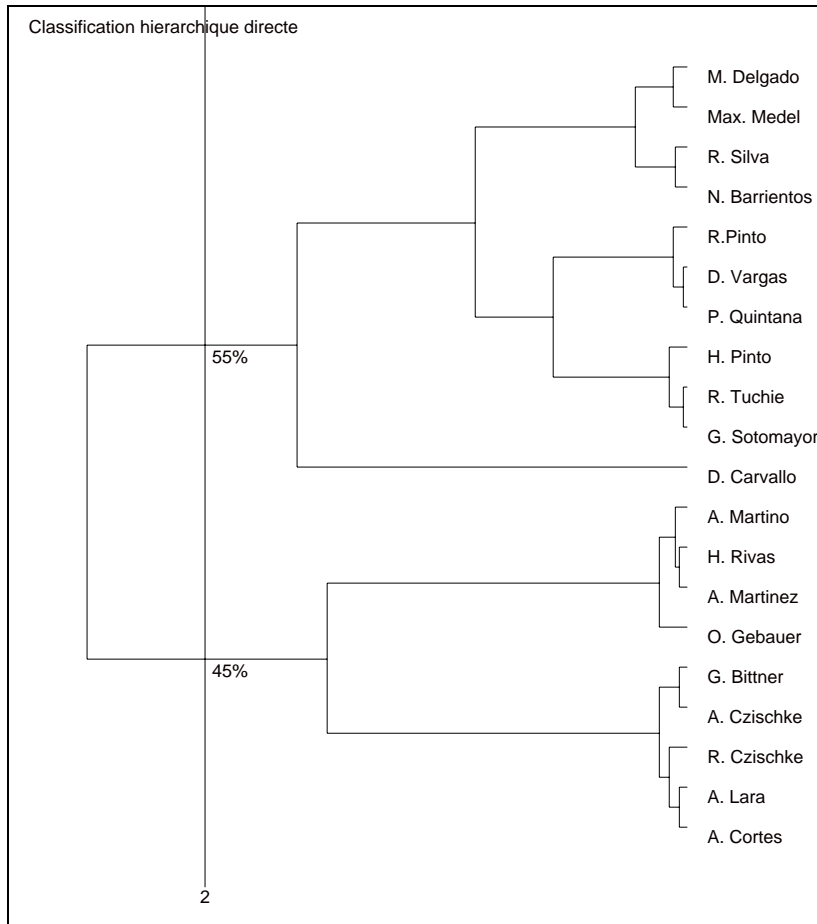 Classification hierarchique directe
M. Delgado
Max. Medel
R. Silva
N. Barrientos
R.Pinto
D. Vargas
P. Quintana
H. Pinto
55%
R. Tuchie
G. Sotomayor
D. Carvallo
A. Martino
H. Rivas
A. Martinez
O. Gebauer
45%
G. Bittner
A. Czischke
R. Czischke
A. Lara
A. Cortes
2